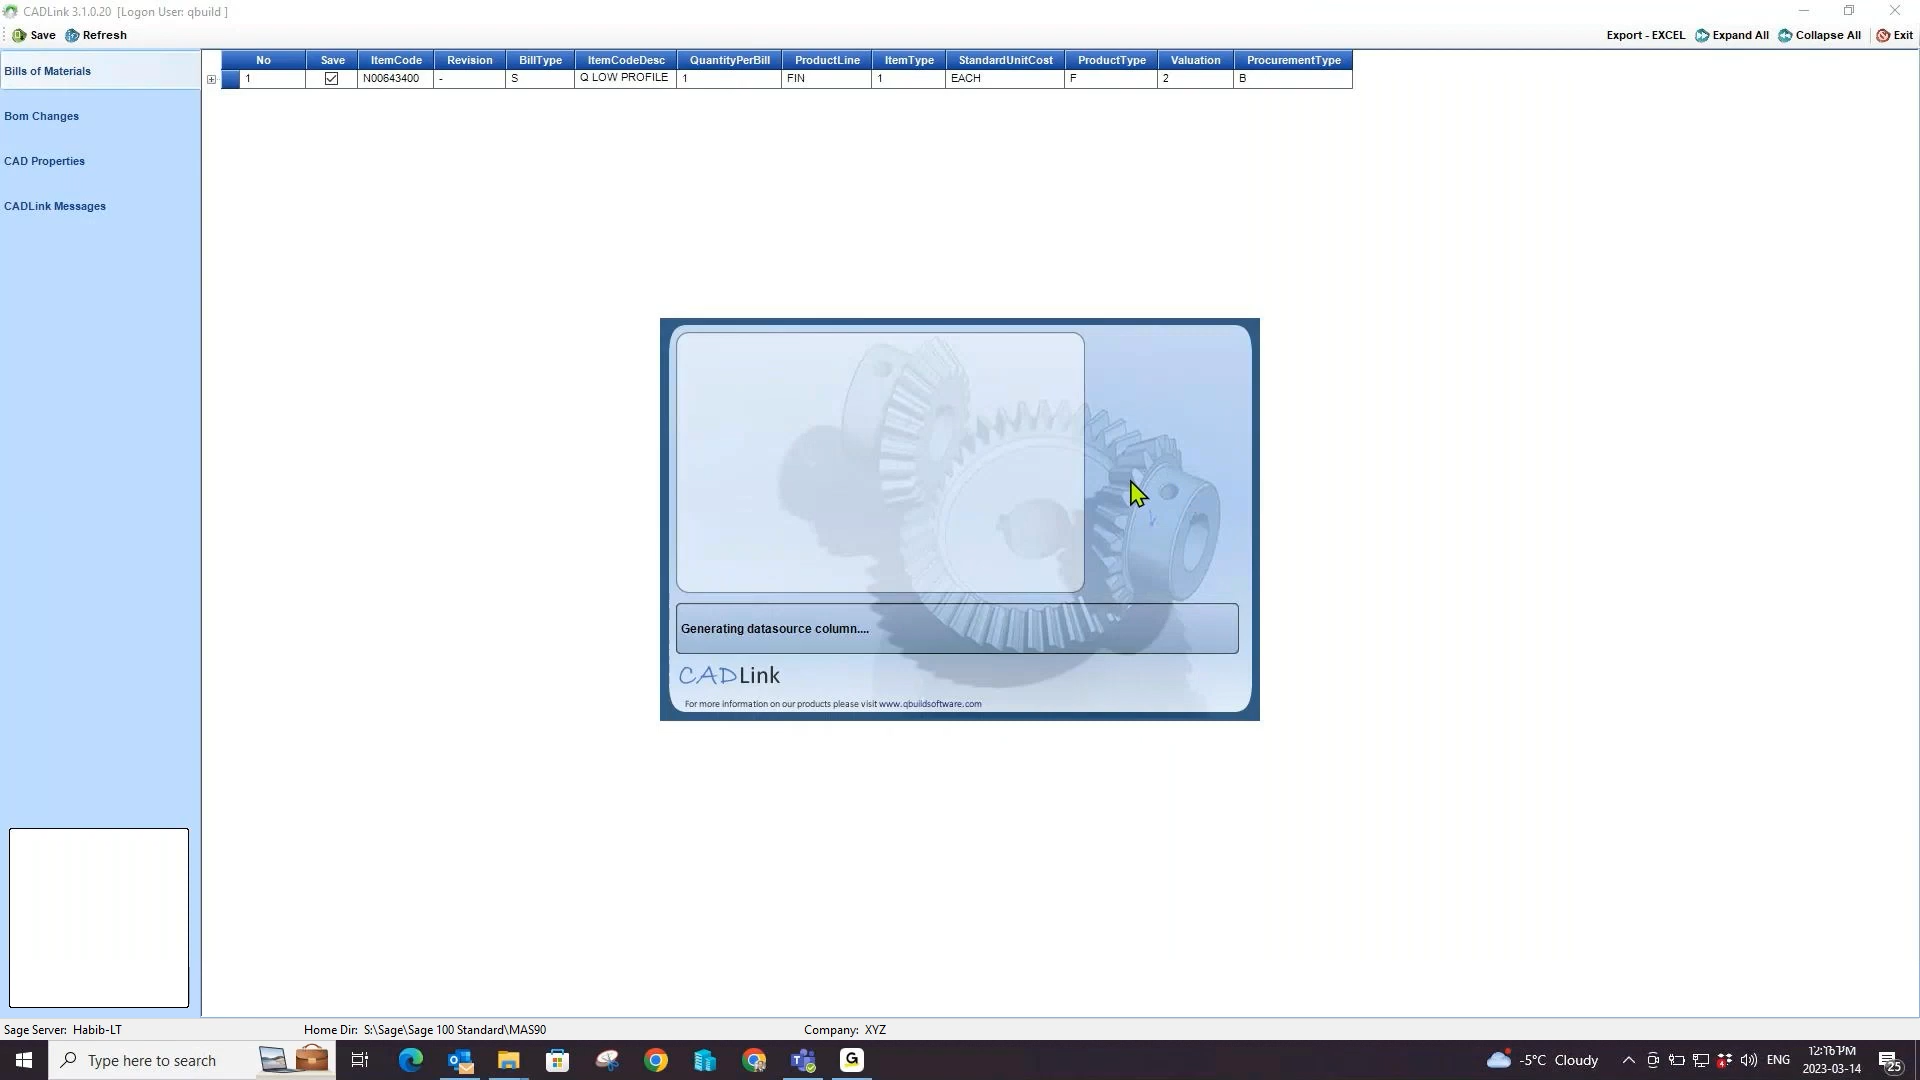 CADLink 3.1.0.20 [Logon User: qbuild ]
Save Refresh Export - EXCEL Expand All Collapse All Exit
Bills of Materials
Bom Changes
CAD Properties
CADLink Messages
No Save ItemCode Revision BillType ItemCodeDesc QuantityPerBill ProductLine ItemType StandardUnitCost ProductType Valuation ProcurementType
1 N00643400 - S Q LOW PROFILE 1 FIN 1 EACH F 2 B
Generating datasource column....
CADLink
For more information on our products please visit www.qbuildsoftware.com
Sage Server: Habib-LT Home Dir: S:\Sage\Sage 100 Standard\MAS90 Company: XYZ
Type here to search -5°C Cloudy ENG 12:16 PM
2023-03-14 25